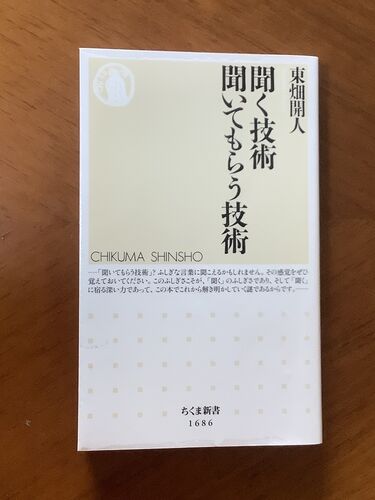 東畑開人
聞く技術
聞いてもらう技術
CHIKUMA SHINSHO
――「聞いてもらう技術」？ふしぎな言葉に聞こえるかもしれません。その感覚をぜひ
覚えておいてください。このふしぎさこそが、「聞く」のふしぎさであり、そして「聞く」
に宿る深い力であって、この本でこれから解き明かしていく謎であるからです。――
ちくま新書
1686